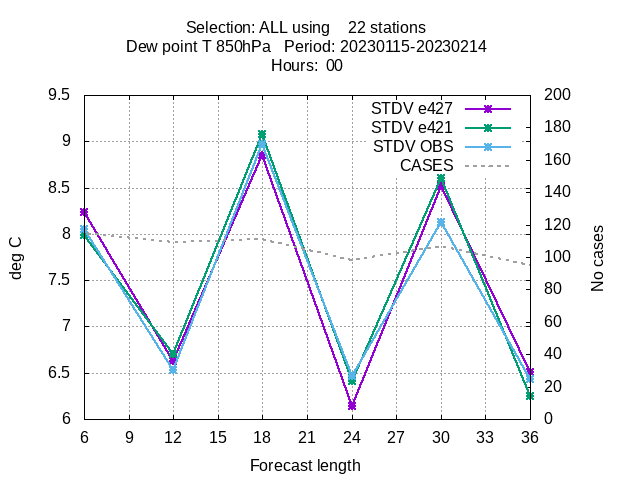 Selection: ALL using 22 stations
Dew point T 850hPa Period: 20230115-20230214
Hours: 00
9.5
9
8.5
8
7.5
7
6.5
6
deg C
STDV e427
STDV e421
STDV OBS
CASES
200
180
160
140
120
100
80
60
40
20
0
No cases
6 9 12 15 18 21 24 27 30 33 36
Forecast length